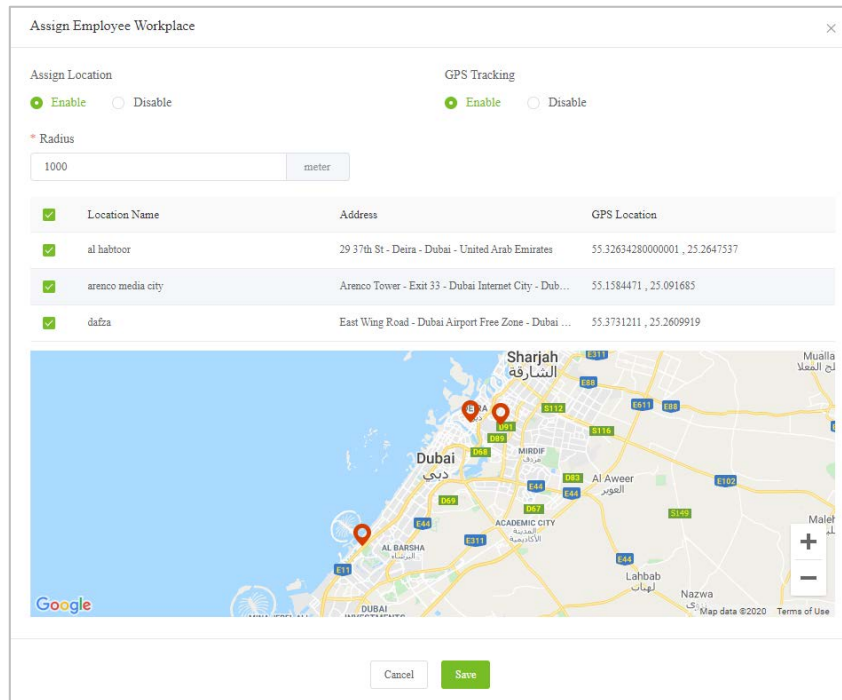 Assign Employee Workplace
Assign Location
GPS Tracking
Enable Disable
Enable Disable
* Radius
1000 meter
Location Name Address GPS Location
al habtoor 29 37th St - Deira - Dubai - United Arab Emirates 55.32634280000001 , 25.2647537
arenco media city Arenco Tower - Exit 33 - Dubai Internet City - Dub... 55.1584471 , 25.091685
dafza East Wing Road - Dubai Airport Free Zone - Dubai ... 55.3731211 , 25.2609919
Sharjah
الشارقة
E311
E88
S112
E611 E88
D91
D89
S116
D68
Dubai
دبي
MIRDIF
مردف
D83
Al Aweer
العوير
E44
E44
E102
D69
D67
S149
E44
ACADEMIC CITY
المدينة
الأكاديمية
E311
AL BARSHA
البرشاء
E11
E44
Lahbab
لهباب
Nazwa
DUBAI
Google
Map data ©2020 Terms of Use
Cancel Save